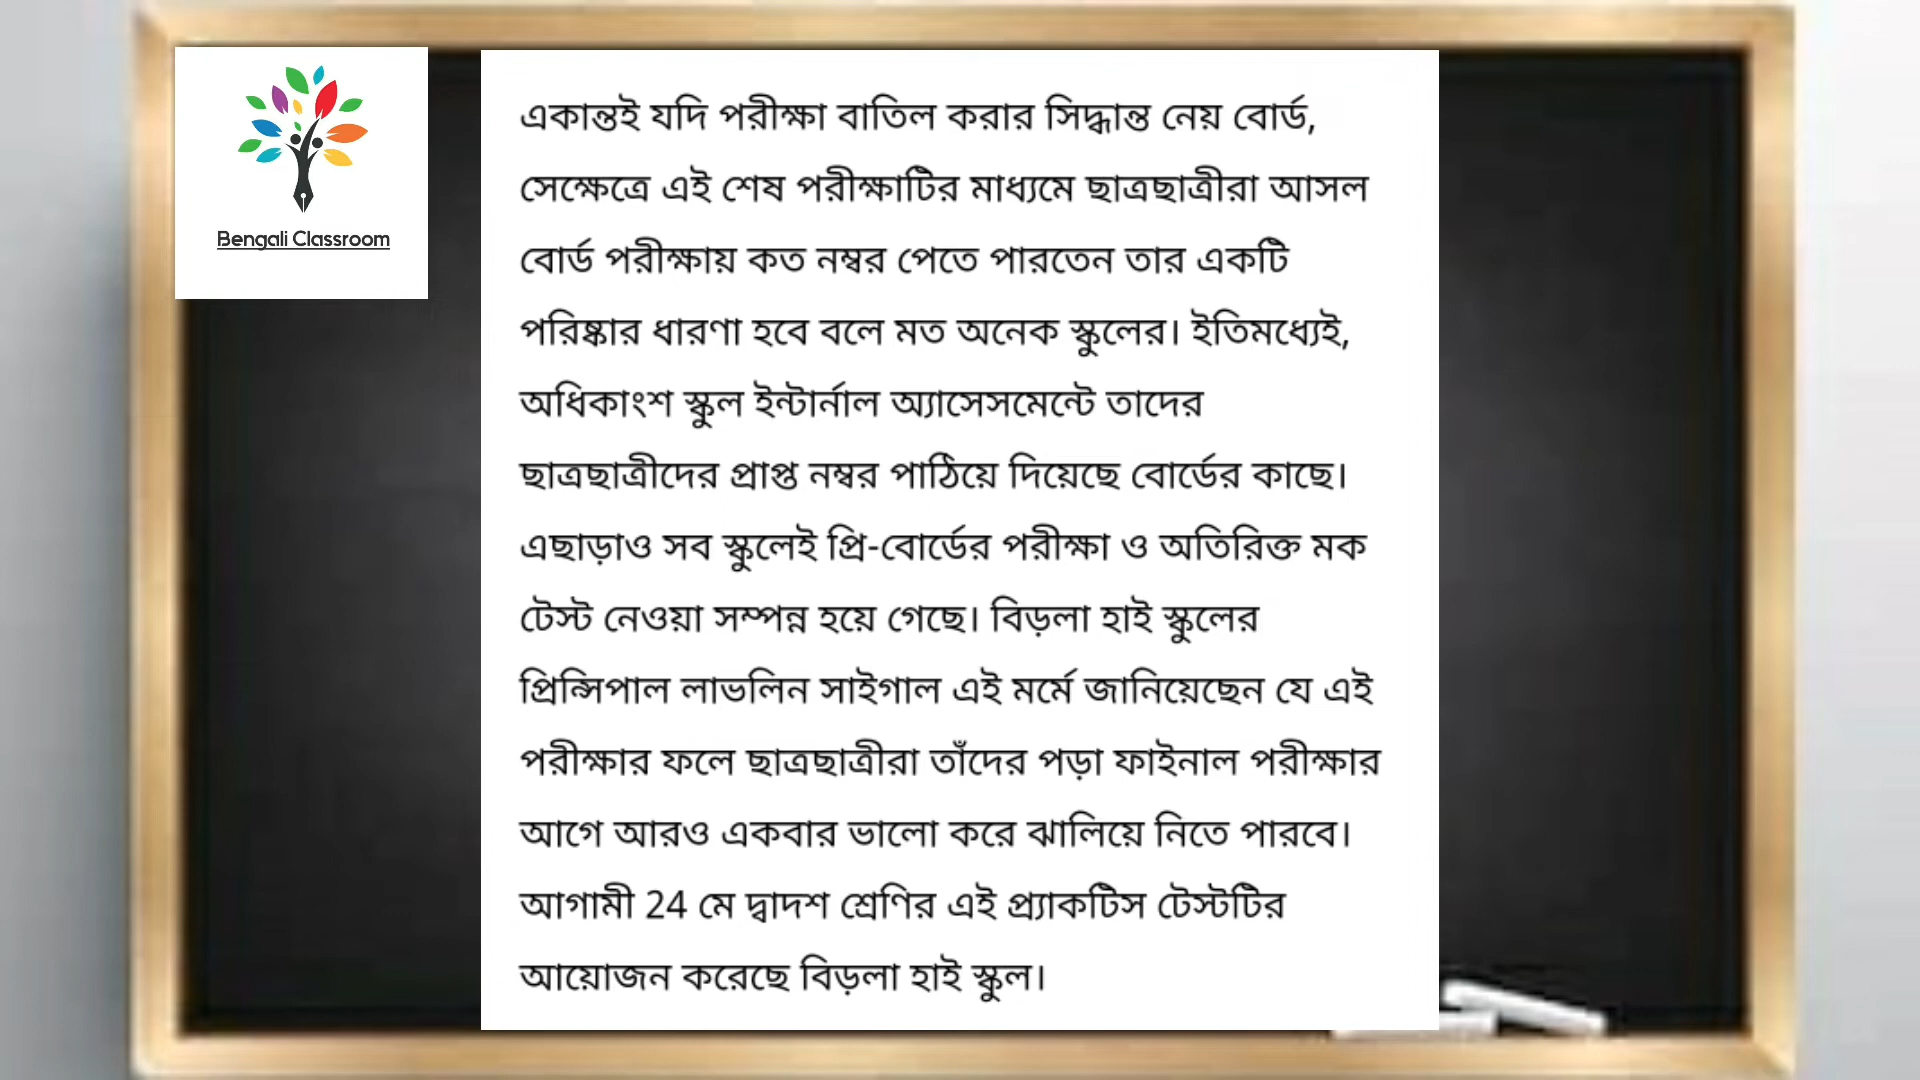 Bengali Classroom
একান্তই যদি পরীক্ষা বাতিল করার সিদ্ধান্ত নেয় বোর্ড,
সেক্ষেত্রে এই শেষ পরীক্ষাটির মাধ্যমে ছাত্রছাত্রীরা আসল
বোর্ড পরীক্ষায় কত নম্বর পেতে পারতেন তার একটি
পরিষ্কার ধারণা হবে বলে মত অনেক স্কুলের। ইতিমধ্যেই,
অধিকাংশ স্কুল ইন্টার্নাল অ্যাসেসমেন্টে তাদের
ছাত্রছাত্রীদের প্রাপ্ত নম্বর পাঠিয়ে দিয়েছে বোর্ডের কাছে।
এছাড়াও সব স্কুলেই প্রি-বোর্ডের পরীক্ষা ও অতিরিক্ত মক
টেস্ট নেওয়া সম্পন্ন হয়ে গেছে। বিড়লা হাই স্কুলের
প্রিন্সিপাল লাভলিন সাইগাল এই মর্মে জানিয়েছেন যে এই
পরীক্ষার ফলে ছাত্রছাত্রীরা তাঁদের পড়া ফাইনাল পরীক্ষার
আগে আরও একবার ভালো করে ঝালিয়ে নিতে পারবে।
আগামী 24 মে দ্বাদশ শ্রেণির এই প্র্যাকটিস টেস্টটির
আয়োজন করেছে বিড়লা হাই স্কুল।